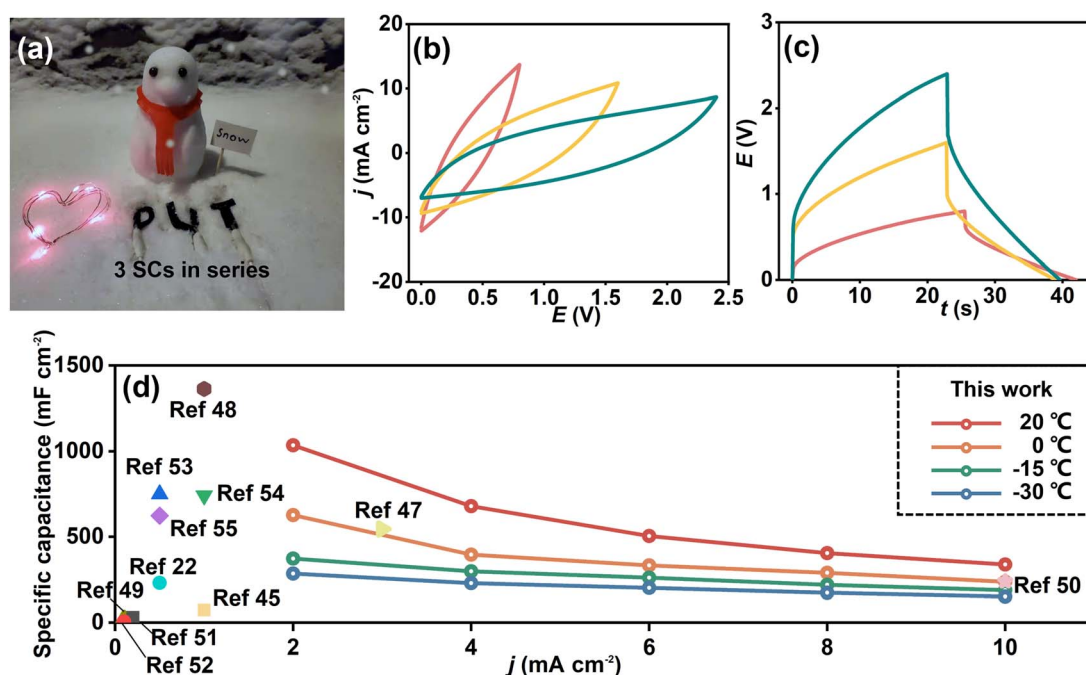 (a)
Snow
PUT
3 SCs in series
(b)
j (mA cm⁻²)
20
10
0
-10
-20
0.0 0.5 1.0 1.5 2.0 2.5
E (V)
(c)
E (V)
3
2
1
0
0 10 20 30 40
t (s)
(d)
Specific capacitance (mF cm⁻²)
1500
1000
500
0
Ref 48
Ref 53
Ref 54
Ref 55
Ref 47
Ref 22
Ref 49
Ref 45
Ref 51
Ref 52
Ref 50
This work
20 ℃
0 ℃
-15 ℃
-30 ℃
0 2 4 6 8 10
j (mA cm⁻²)